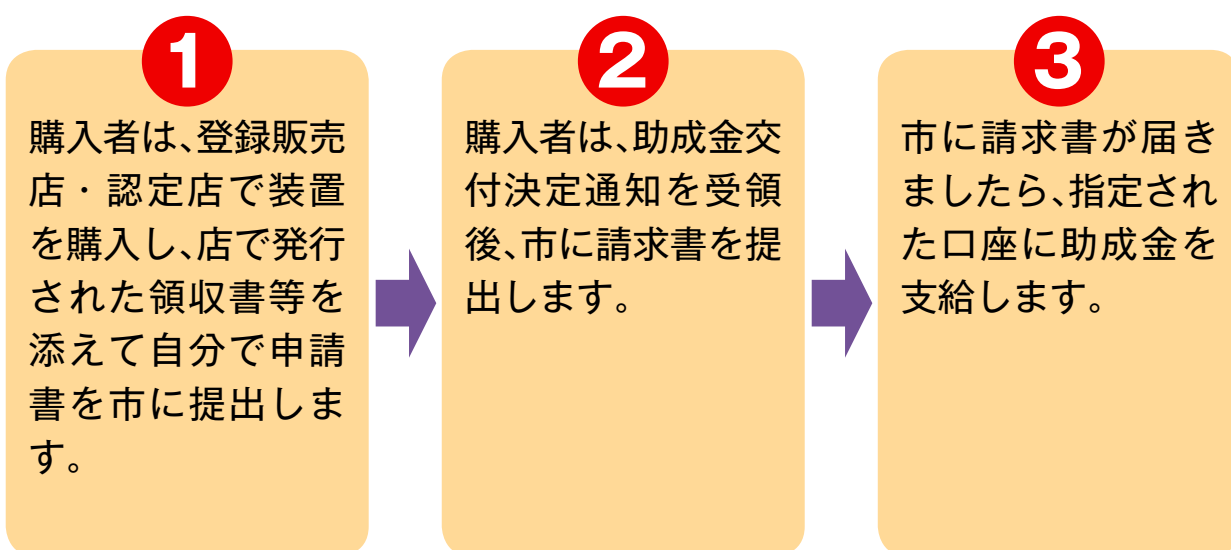 1
購入者は、登録販売
店・認定店で装置
を購入し、店で発行
された領収書等を
添えて自分で申請
書を市に提出しま
す。
2
購入者は、助成金交
付決定通知を受領
後、市に請求書を提
出します。
3
市に請求書が届き
ましたら、指定され
た口座に助成金を
支給します。